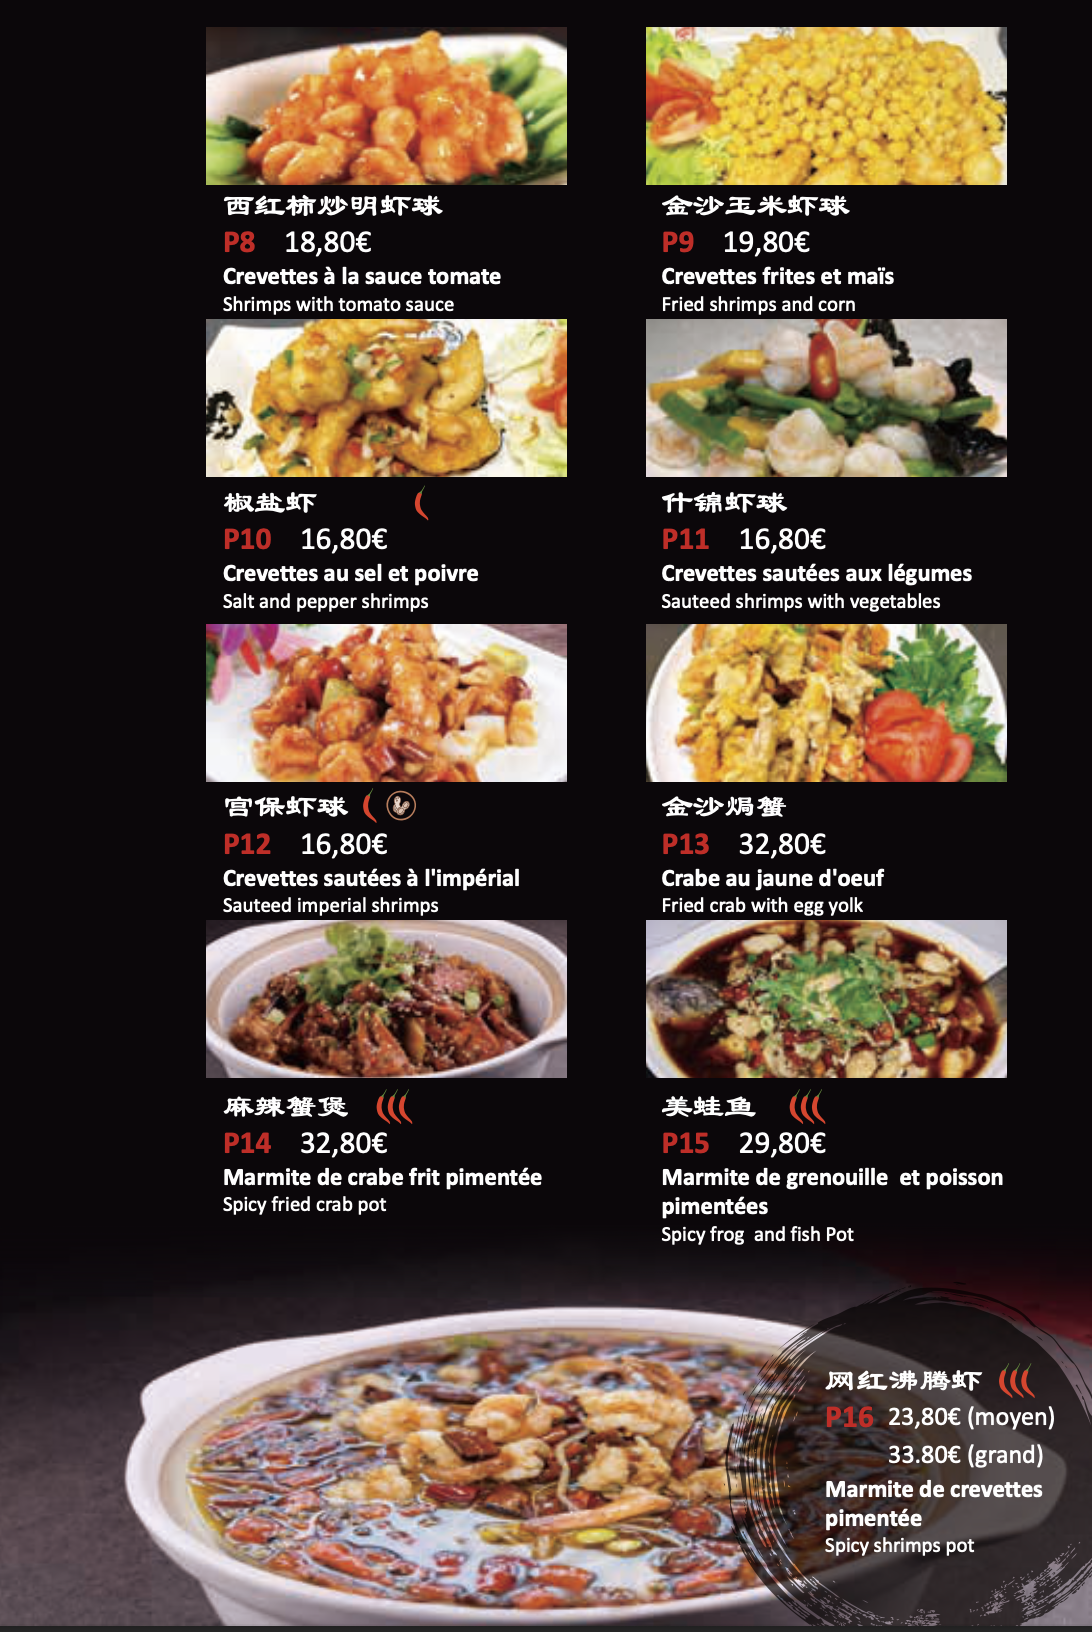 西红柿炒明虾球
P8 18,80€
Crevettes à la sauce tomate
Shrimps with tomato sauce
金沙玉米虾球
P9 19,80€
Crevettes frites et maïs
Fried shrimps and corn
椒盐虾
P10 16,80€
Crevettes au sel et poivre
Salt and pepper shrimps
什锦虾球
P11 16,80€
Crevettes sautées aux légumes
Sauteed shrimps with vegetables
宫保虾球
P12 16,80€
Crevettes sautées à l'impérial
Sauteed imperial shrimps
金沙焗蟹
P13 32,80€
Crabe au jaune d'oeuf
Fried crab with egg yolk
麻辣蟹煲
P14 32,80€
Marmite de crabe frit pimentée
Spicy fried crab pot
美蛙鱼
P15 29,80€
Marmite de grenouille  et poisson
pimentées
Spicy frog  and fish Pot
网红沸腾虾
P16 23,80€ (moyen)
33.80€ (grand)
Marmite de crevettes
pimentée
Spicy shrimps pot